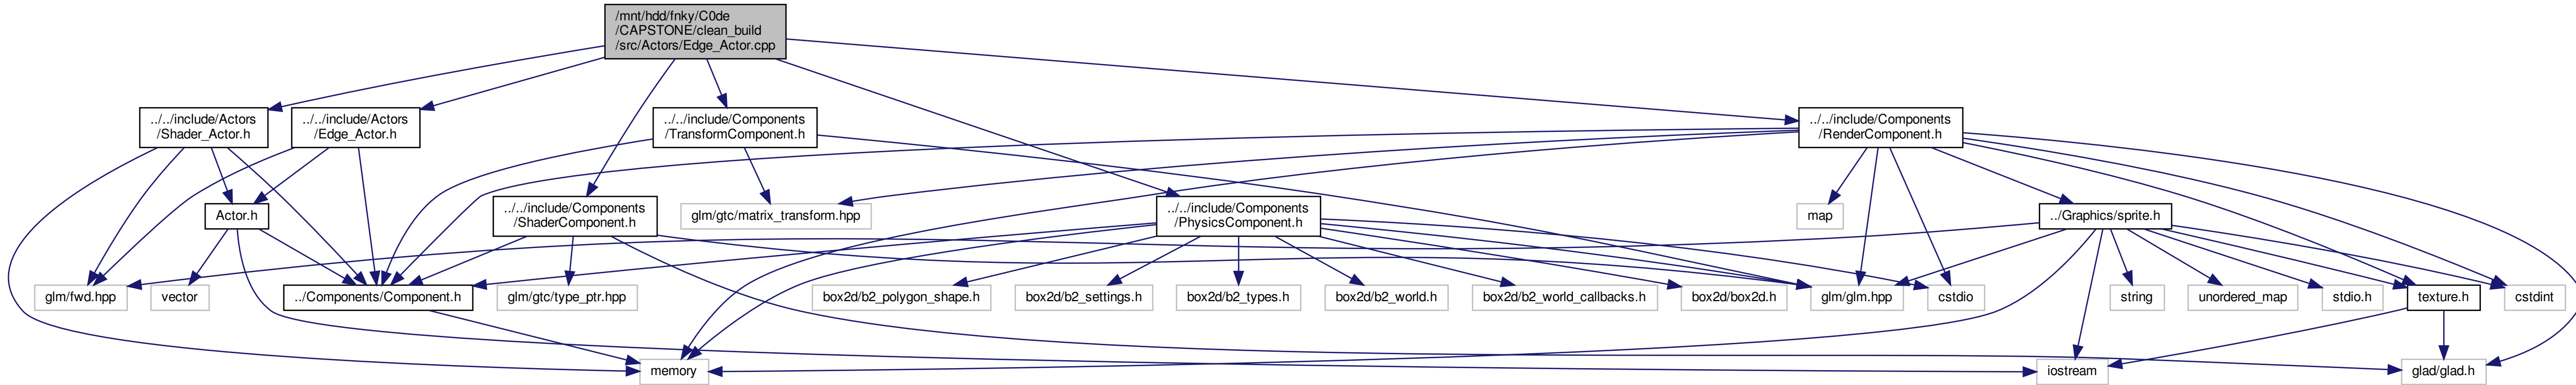 /mnt/hdd/fnky/C0de
/CAPSTONE/clean_build
/src/Actors/Edge_Actor.cpp
../../include/Actors
/Shader_Actor.h
../../include/Actors
/Edge_Actor.h
../../include/Components
/TransformComponent.h
../../include/Components
/RenderComponent.h
Actor.h
../../include/Components
/ShaderComponent.h
glm/gtc/matrix_transform.hpp
../../include/Components
/PhysicsComponent.h
map
../Graphics/sprite.h
glm/fwd.hpp
vector
../Components/Component.h
glm/gtc/type_ptr.hpp
box2d/b2_polygon_shape.h
box2d/b2_settings.h
box2d/b2_types.h
box2d/b2_world.h
box2d/b2_world_callbacks.h
box2d/box2d.h
glm/glm.hpp
cstdio
string
unordered_map
stdio.h
texture.h
cstdint
memory
iostream
glad/glad.h